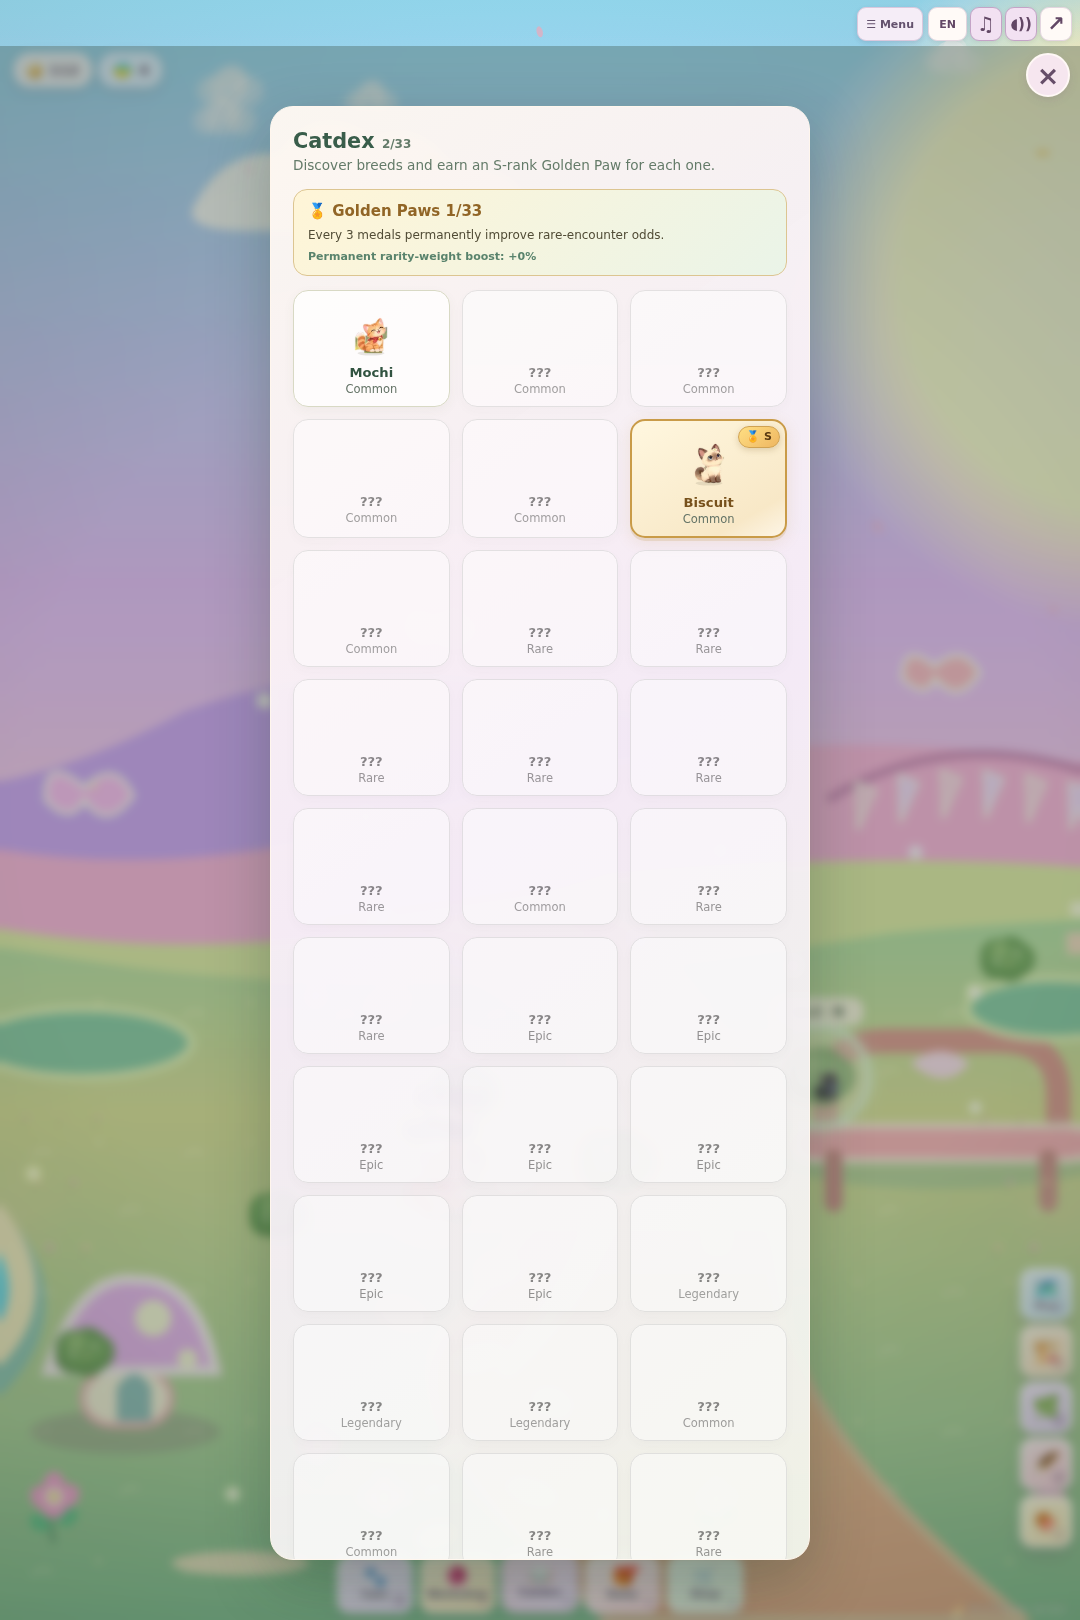 ☰ Menu
EN
Catdex 2/33
Discover breeds and earn an S-rank Golden Paw for each one.
🏅 Golden Paws 1/33
Every 3 medals permanently improve rare-encounter odds.
Permanent rarity-weight boost: +0%
Mochi
Common
???
Common
???
Common
???
Common
???
Common
🏅 S
Biscuit
Common
???
Common
???
Rare
???
Rare
???
Rare
???
Rare
???
Rare
???
Rare
???
Common
???
Rare
???
Rare
???
Epic
???
Epic
???
Epic
???
Epic
???
Epic
???
Epic
???
Epic
???
Legendary
???
Legendary
???
Legendary
???
Common
???
Common
???
Rare
???
Rare